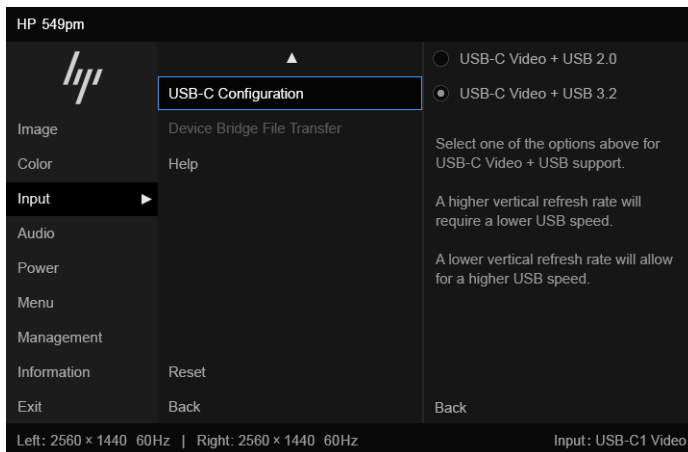 HP 549pm
hp
Image
Color
Input ▶
Audio
Power
Menu
Management
Information
Exit
▲
USB-C Configuration
Device Bridge File Transfer
Help
Reset
Back
USB-C Video + USB 2.0
USB-C Video + USB 3.2
Select one of the options above for
USB-C Video + USB support.
A higher vertical refresh rate will
require a lower USB speed.
A lower vertical refresh rate will allow
for a higher USB speed.
Back
Left: 2560 × 1440 60Hz | Right: 2560 × 1440 60Hz
Input: USB-C1 Video